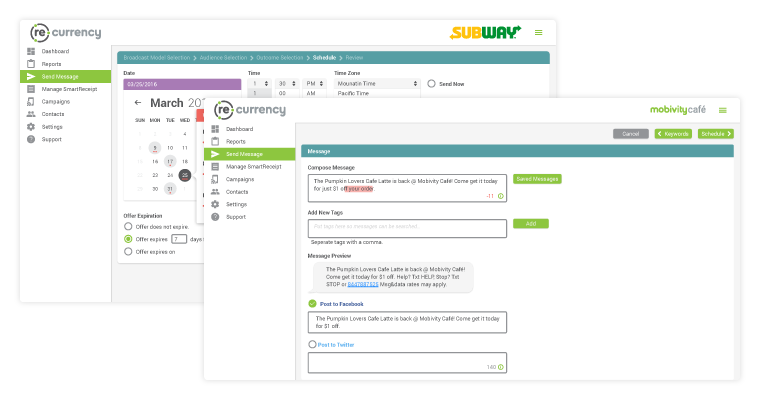 re•currency
SUBWAY
Dashboard
Reports
Send Message
Manage SmartReceipt
Campaigns
Contacts
Settings
Support
Broadcast Model Selection > Audience Selection > Outcome Selection > Schedule > Review
Date
03/25/2016
Time
1 30 PM
1 00 AM
Time Zone
Mountain Time
Pacific Time
Send Now
March 201
SUN MON TUE WED
4
9 10 11
16 17 18
23 24 25
30 31
Offer Expiration
Offer does not expire.
Offer expires 7 days
Offer expires on
re•currency
mobivitycafé
Dashboard
Reports
Send Message
Manage SmartReceipt
Campaigns
Contacts
Settings
Support
Cancel
Keywords
Schedule
Message
Compose Message
The Pumpkin Lovers Cafe Latte is back @ Mobivity Café! Come get it today
for just $1 off your order.
-11
Saved Messages
Add New Tags
Put tags here so messages can be searched.
ADD
Seperate tags with a comma.
Message Preview
The Pumpkin Lovers Cafe Latte is back @ Mobivity Café!
Come get it today for $1 off. Help? Txt HELP, Stop? Txt
STOP or 8447887525 Msg&data rates may apply.
Post to Facebook
The Pumpkin Lovers Cafe Latte is back @ Mobivity Café! Come get it today
for $1 off.
Post to Twitter
140